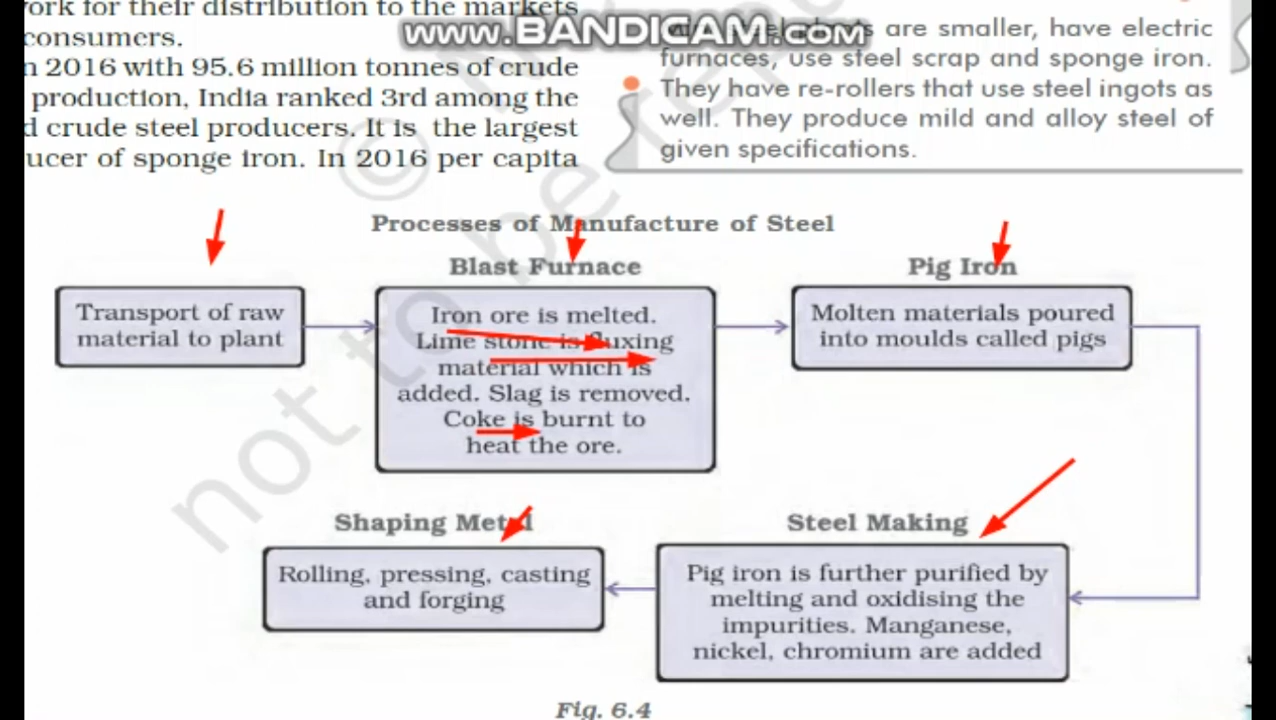 www.BANDICAM.com
work for their distribution to the markets
consumers.
n 2016 with 95.6 million tonnes of crude
production, India ranked 3rd among the
d crude steel producers. It is the largest
ucer of sponge iron. In 2016 per capita
are smaller, have electric
furnaces, use steel scrap and sponge iron.
They have re-rollers that use steel ingots as
well. They produce mild and alloy steel of
given specifications.
Processes of Manufacture of Steel
Transport of raw
material to plant
Blast Furnace
Iron ore is melted.
Lime stone is fluxing
material which is
added. Slag is removed.
Coke is burnt to
heat the ore.
Pig Iron
Molten materials poured
into moulds called pigs
Steel Making
Pig iron is further purified by
melting and oxidising the
impurities. Manganese,
nickel, chromium are added
Shaping Metal
Rolling, pressing, casting
and forging
Fig. 6.4
© not to be